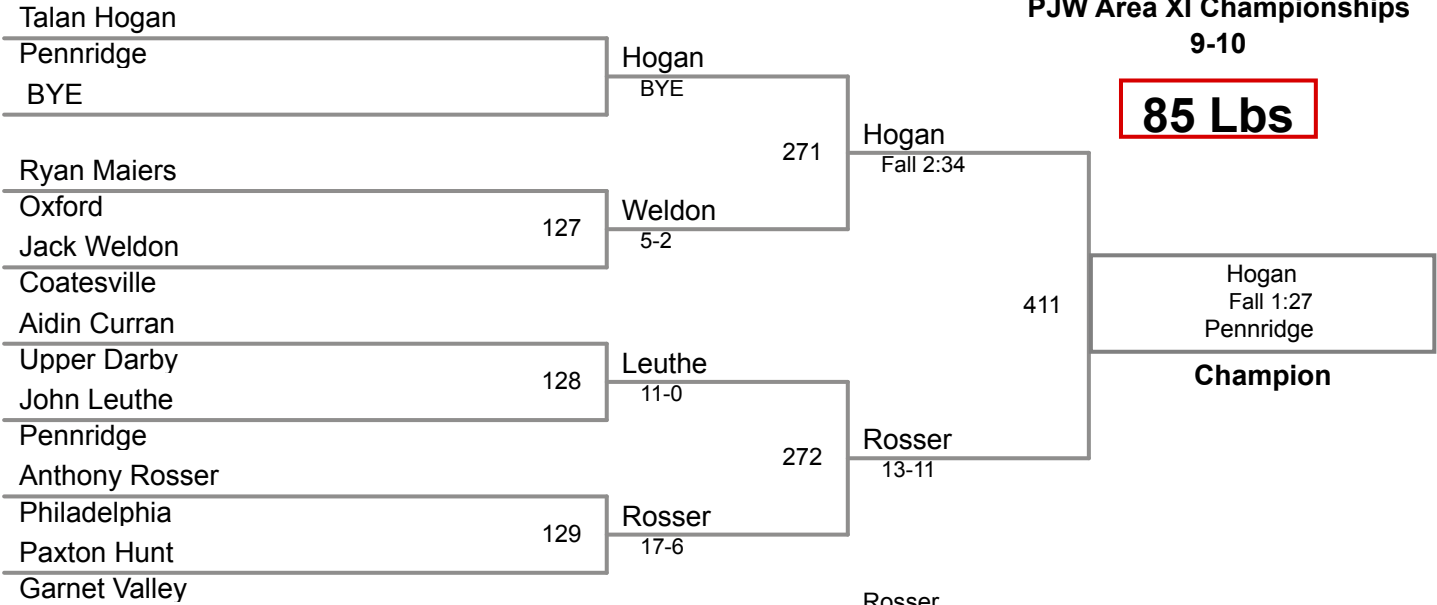 PJW Area XI Championships
9-10
85 Lbs
Talan Hogan
Pennridge
BYE
Hogan
BYE
Ryan Maiers
Oxford
127
Jack Weldon
Coatesville
Weldon
5-2
271
Hogan
Fall 2:34
Aidin Curran
Upper Darby
128
John Leuthe
Pennridge
Leuthe
11-0
Anthony Rosser
Philadelphia
129
Paxton Hunt
Garnet Valley
Rosser
17-6
272
Rosser
13-11
411
Hogan
Fall 1:27
Pennridge
Champion
Rosser